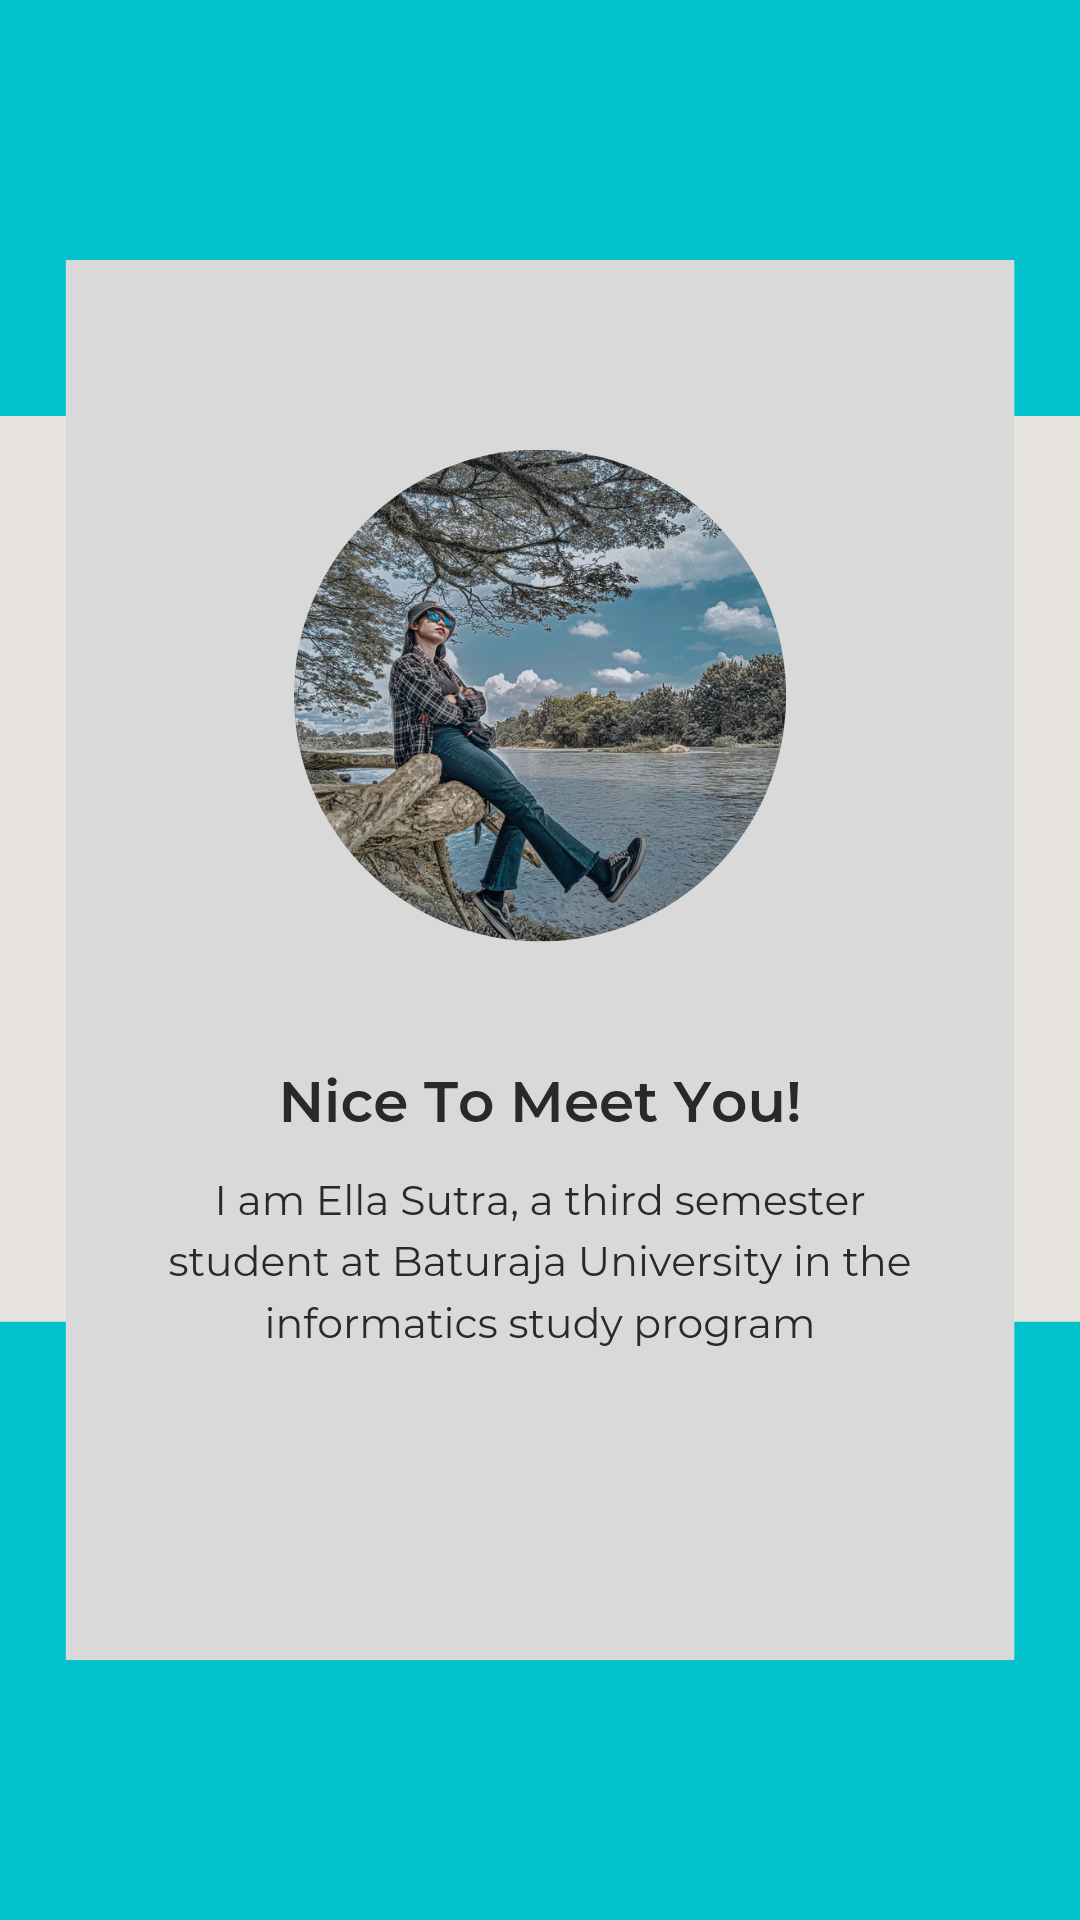 Nice To Meet You!
I am Ella Sutra, a third semester
student at Baturaja University in the
informatics study program